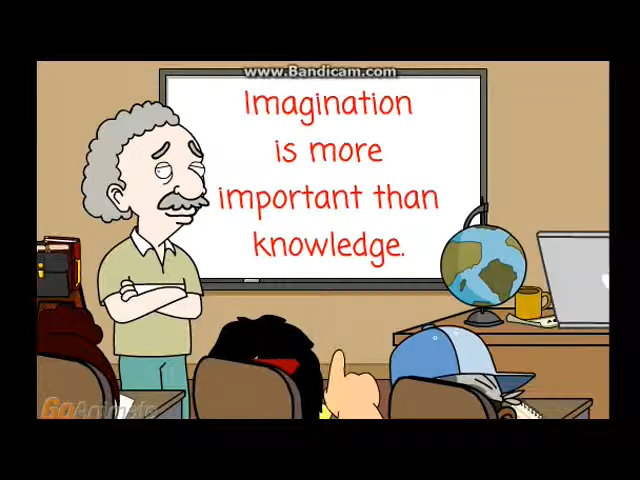 www.Bandicam.com
Imagination
is more
important than
knowledge.
GoAnimate